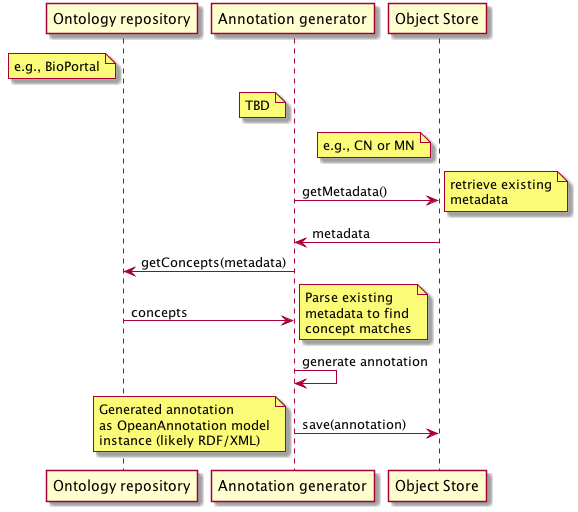 Ontology repository
Annotation generator
Object Store
e.g., BioPortal
TBD
e.g., CN or MN
getMetadata()
retrieve existing
metadata
metadata
getConcepts(metadata)
concepts
Parse existing
metadata to find
concept matches
generate annotation
Generated annotation
as OpeanAnnotation model
instance (likely RDF/XML)
save(annotation)
Ontology repository
Annotation generator
Object Store